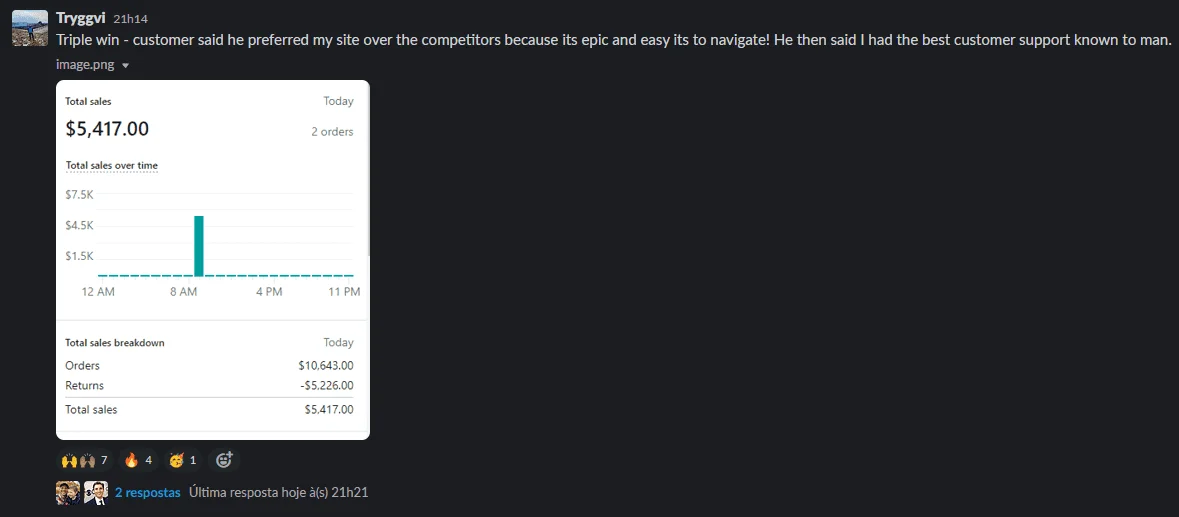 Tryggvi 21h14
Triple win - customer said he preferred my site over the competitors because its epic and easy its to navigate! He then said I had the best customer support known to man.
image.png
Total sales Today
$5,417.00 2 orders
Total sales over time
$7.5K
$4.5K
$1.5K
12 AM 8 AM 4 PM 11 PM
Total sales breakdown Today
Orders $10,643.00
Returns -$5,226.00
Total sales $5,417.00
7 4 1
2 respostas Última resposta hoje à(s) 21h21